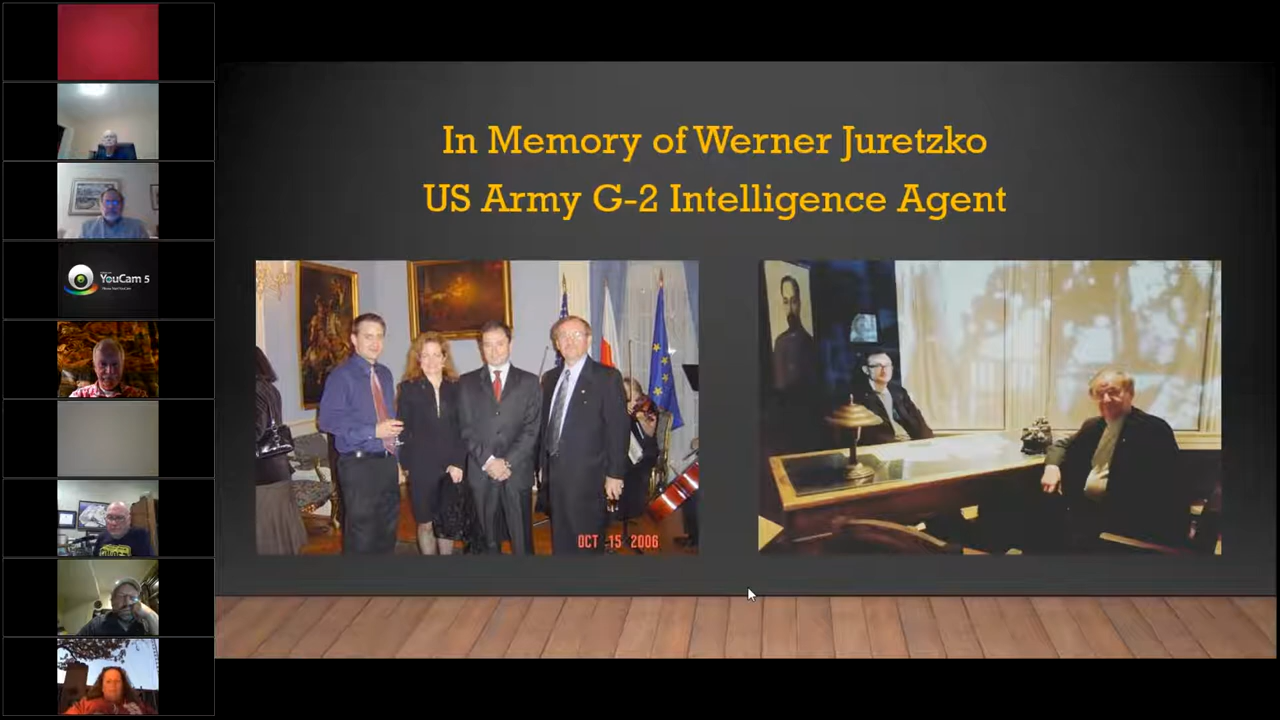 In Memory of Werner Juretzko
US Army G-2 Intelligence Agent
OCT 15 2006
YouCam 5